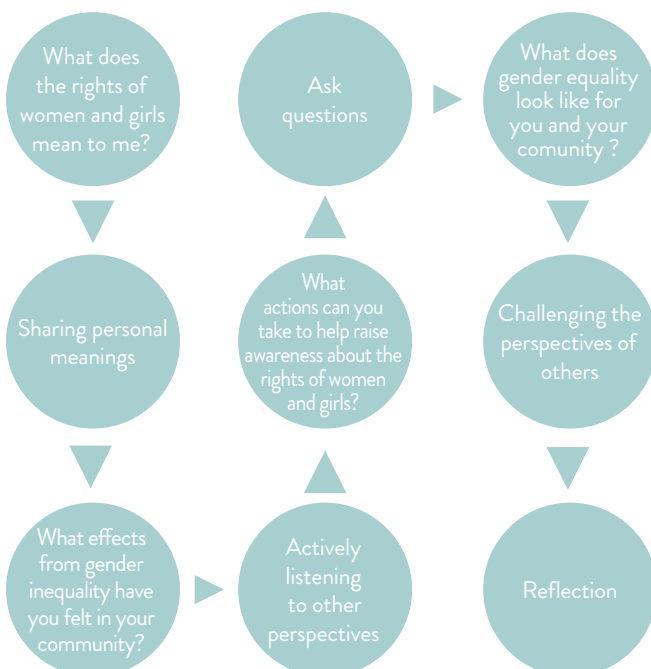 What does
the rights of
women and girls
mean to me?
Sharing personal
meanings
What effects
from gender
inequality have
you felt in your
community?
Actively
listening
to other
perspectives
What
actions can you
take to help raise
awareness about the
rights of women
and girls?
Ask
questions
What does
gender equality
look like for
you and your
comunity ?
Challenging the
perspectives of
others
Reflection